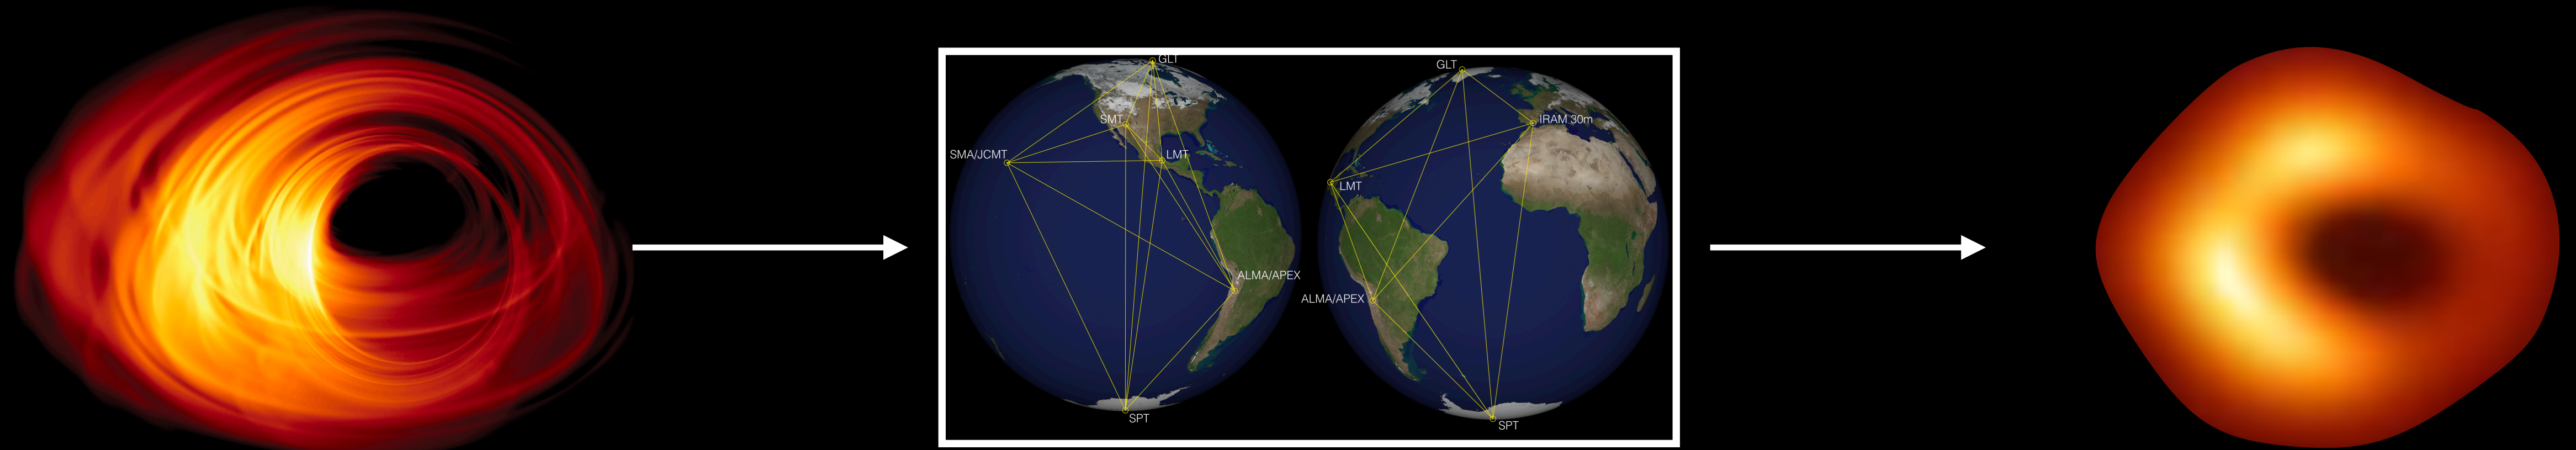 GLT
SMT
SMA/JCMT
LMT
ALMA/APEX
SPT
GLT
IRAM 30m
LMT
ALMA/APEX
SPT